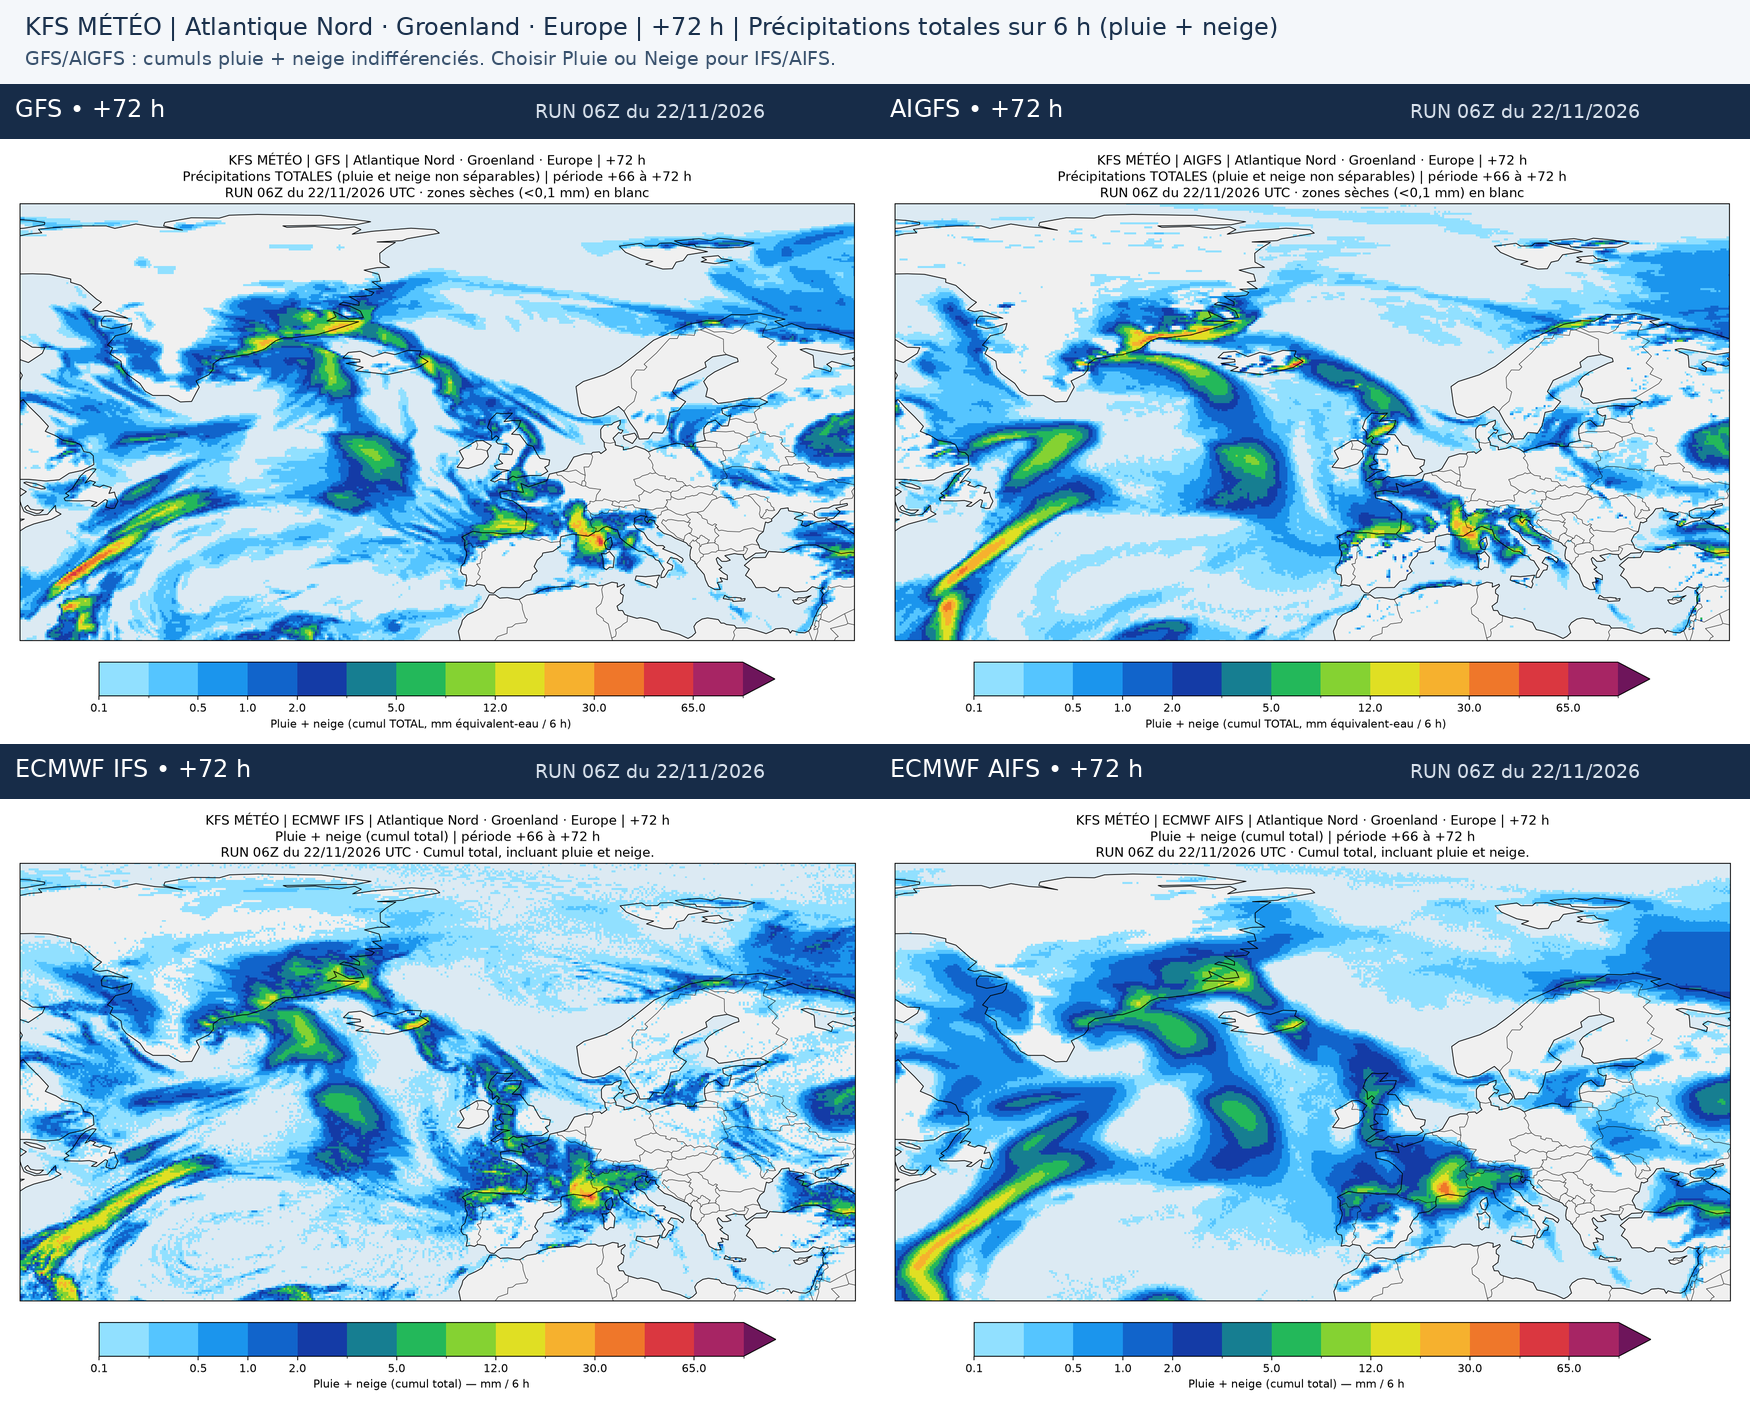 KFS MÉTÉO | Atlantique Nord · Groenland · Europe | +72 h | Précipitations totales sur 6 h (pluie + neige)
GFS/AIGFS : cumuls pluie + neige indifférenciés. Choisir Pluie ou Neige pour IFS/AIFS.
GFS • +72 h
RUN 06Z du 22/11/2026
AIGFS • +72 h
RUN 06Z du 22/11/2026
KFS MÉTÉO | GFS | Atlantique Nord · Groenland · Europe | +72 h
Précipitations TOTALES (pluie et neige non séparables) | période +66 à +72 h
RUN 06Z du 22/11/2026 UTC · zones sèches (<0,1 mm) en blanc
KFS MÉTÉO | AIGFS | Atlantique Nord · Groenland · Europe | +72 h
Précipitations TOTALES (pluie et neige non séparables) | période +66 à +72 h
RUN 06Z du 22/11/2026 UTC · zones sèches (<0,1 mm) en blanc
0.1 0.5 1.0 2.0 5.0 12.0 30.0 65.0
Pluie + neige (cumul TOTAL, mm équivalent-eau / 6 h)
0.1 0.5 1.0 2.0 5.0 12.0 30.0 65.0
Pluie + neige (cumul TOTAL, mm équivalent-eau / 6 h)
ECMWF IFS • +72 h
RUN 06Z du 22/11/2026
ECMWF AIFS • +72 h
RUN 06Z du 22/11/2026
KFS MÉTÉO | ECMWF IFS | Atlantique Nord · Groenland · Europe | +72 h
Pluie + neige (cumul total) | période +66 à +72 h
RUN 06Z du 22/11/2026 UTC · Cumul total, incluant pluie et neige.
KFS MÉTÉO | ECMWF AIFS | Atlantique Nord · Groenland · Europe | +72 h
Pluie + neige (cumul total) | période +66 à +72 h
RUN 06Z du 22/11/2026 UTC · Cumul total, incluant pluie et neige.
0.1 0.5 1.0 2.0 5.0 12.0 30.0 65.0
Pluie + neige (cumul total) — mm / 6 h
0.1 0.5 1.0 2.0 5.0 12.0 30.0 65.0
Pluie + neige (cumul total) — mm / 6 h